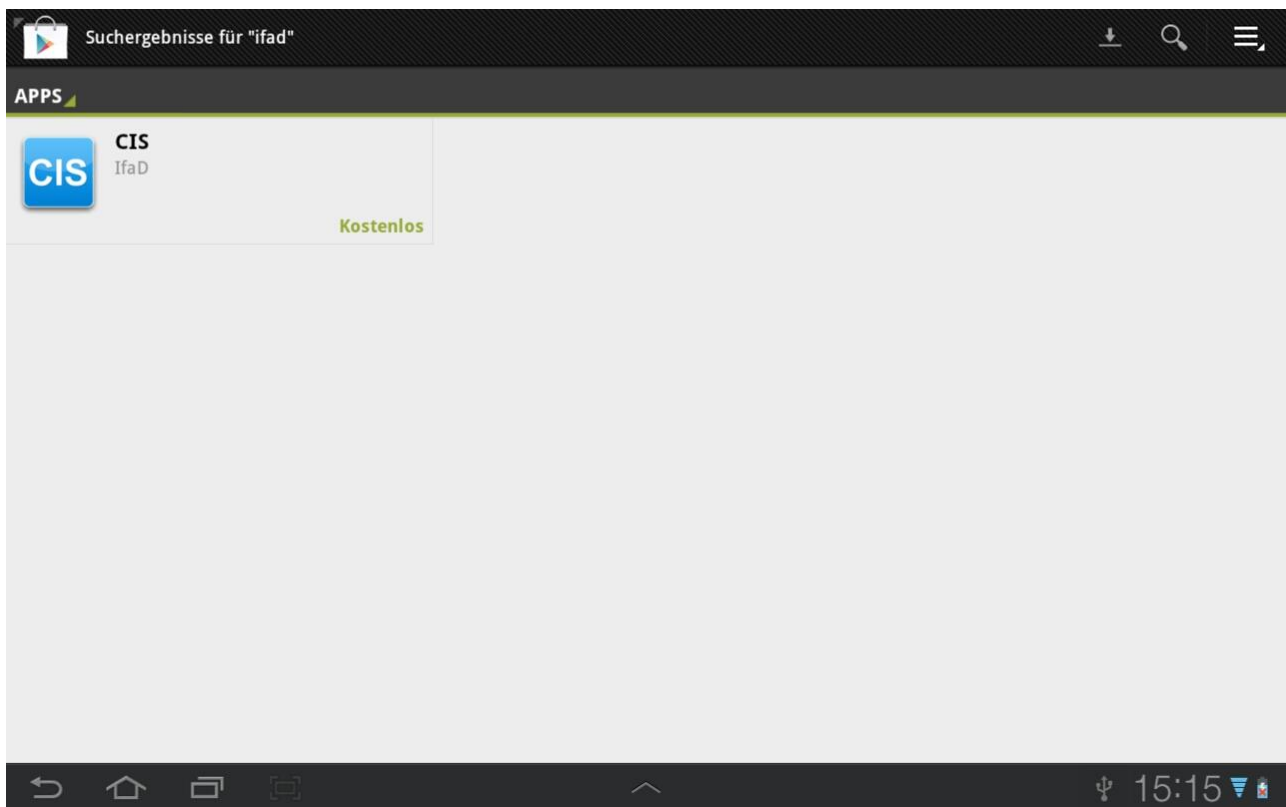 Suchergebnisse für "ifad"
APPS
CIS
CIS
IfaD
Kostenlos
15:15